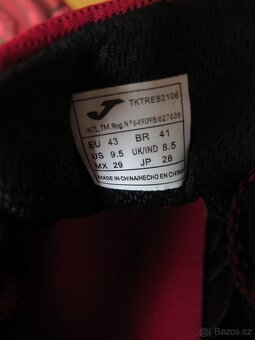 TKTRES2106
INTL.TM.Reg.Nº649098/627638
EU 43 BR 41
US 9.5 UK/IND 8.5
MX 29 JP 28
MADE IN CHINA/HECHO EN CHINA
Bazos.cz